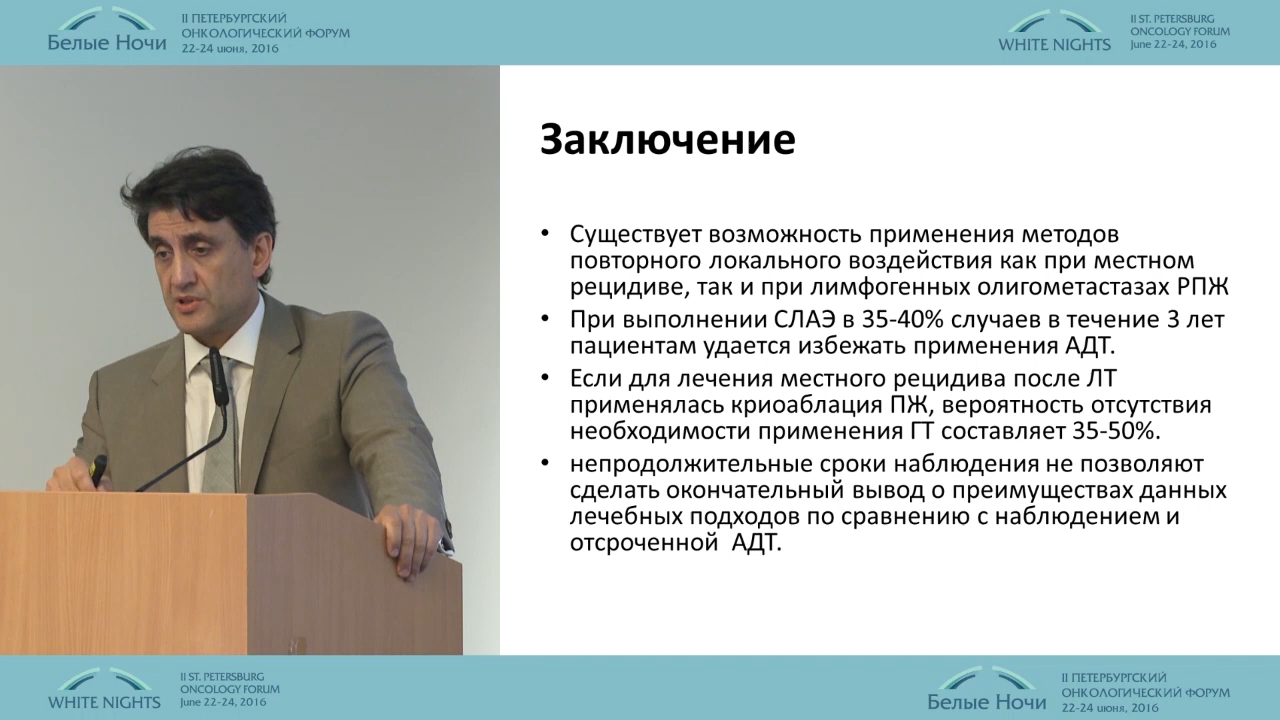 Белые Ночи
II ПЕТЕРБУРГСКИЙ
ОНКОЛОГИЧЕСКИЙ ФОРУМ
22-24 июня, 2016
WHITE NIGHTS
II ST. PETERSBURG
ONCOLOGY FORUM
June 22-24, 2016
Заключение
• Существует возможность применения методов
повторного локального воздействия как при местном
рецидиве, так и при лимфогенных олигометастазах РПЖ
• При выполнении СЛАЭ в 35-40% случаев в течение 3 лет
пациентам удается избежать применения АДТ.
• Если для лечения местного рецидива после ЛТ
применялась криоаблация ПЖ, вероятность отсутствия
необходимости применения ГТ составляет 35-50%.
• непродолжительные сроки наблюдения не позволяют
сделать окончательный вывод о преимуществах данных
лечебных подходов по сравнению с наблюдением и
отсроченной  АДТ.
WHITE NIGHTS
II ST. PETERSBURG
ONCOLOGY FORUM
June 22-24, 2016
Белые Ночи
II ПЕТЕРБУРГСКИЙ
ОНКОЛОГИЧЕСКИЙ ФОРУМ
22-24 июня, 2016